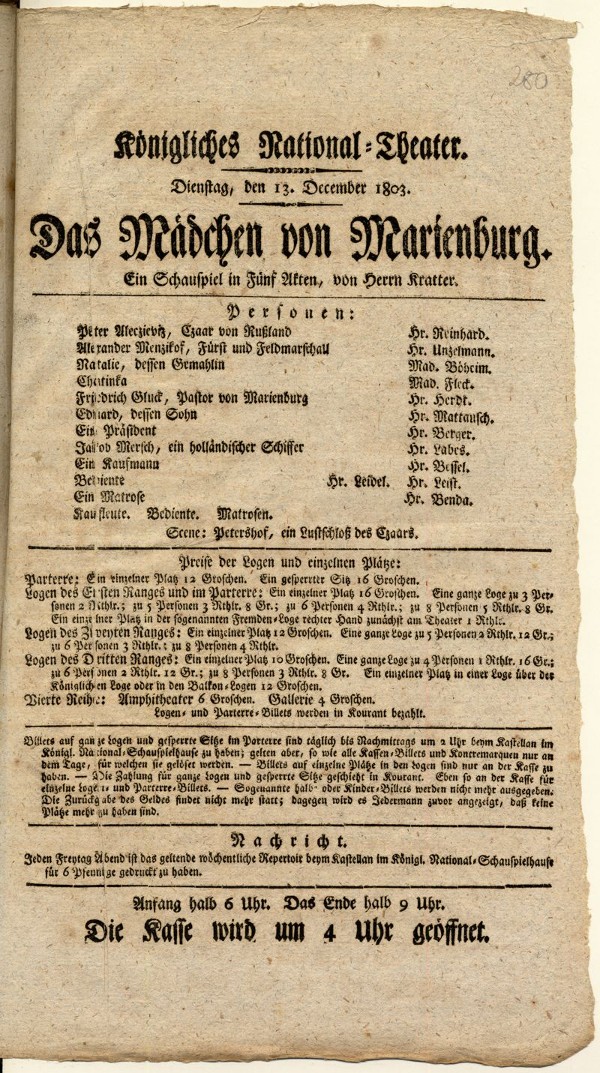 280
Königliches National-Theater.
Dienstag, den 13. December 1803.
Das Mädchen von Marienburg.
Ein Schauspiel in Fünf Akten, von Herrn Kratter.
Personen:
Peter Aleczievitz, Czaar von Rußland Hr. Reinhard.
Alexander Menzikof, Fürst und Feldmarschall Hr. Unzelmann.
Natalie, dessen Gemahlin Mad. Böheim.
Chatinka Mad. Fleck.
Friedrich Gluck, Pastor von Marienburg Hr. Herdt.
Eduard, dessen Sohn Hr. Mattausch.
Ein Präsident Hr. Berger.
Jakob Mersch, ein holländischer Schiffer Hr. Labes.
Ein Kaufmann Hr. Bessel.
Bediente Hr. Leidel. Hr. Leist.
Ein Matrose Hr. Benda.
Kaufleute. Bediente. Matrosen.
Scene: Petershof, ein Lustschloß des Czaars.
Preise der Logen und einzelnen Plätze:
Parterre: Ein einzelner Platz 12 Groschen. Ein gesperrter Sitz 16 Groschen.
Logen des Ersten Ranges und im Parterre: Ein einzelner Platz 16 Groschen. Eine ganze Loge zu 3 Per-
sonen 2 Rthlr.; zu 5 Personen 3 Rthlr. 8 Gr.; zu 6 Personen 4 Rthlr.; zu 8 Personen 5 Rthlr. 8 Gr.
Ein einzelner Platz in der sogenannten Fremden-Loge rechter Hand zunächst am Theater 1 Rthlr.
Logen des Zweyten Ranges: Ein einzelner Platz 12 Groschen. Eine ganze Loge zu 5 Personen 2 Rthlr. 12 Gr.;
zu 6 Personen 3 Rthlr.; zu 8 Personen 4 Rthlr.
Logen des Dritten Ranges: Ein einzelner Platz 10 Groschen. Eine ganze Loge zu 4 Personen 1 Rthlr. 16 Gr.;
zu 6 Personen 2 Rthlr. 12 Gr.; zu 8 Personen 3 Rthlr. 8 Gr. Ein einzelner Platz in einer Loge über der
Königlichen Loge oder in den Balkon-Logen 12 Groschen.
Vierte Reihe: Amphitheater 6 Groschen. Gallerie 4 Groschen.
Logen- und Parterre-Billets werden in Kourant bezahlt.
Billets auf ganze Logen und gesperrte Sitze im Parterre sind täglich bis Nachmittags um 2 Uhr beym Kastellan im
Königl. National-Schauspielhause zu haben; gelten aber, so wie alle Kassen-Billets und Kontremarquen nur an
dem Tage, für welchen sie gelöset werden. — Billets auf einzelne Plätze in den Logen sind nur an der Kasse zu
haben. — Die Zahlung für ganze Logen und gesperrte Sitze geschieht in Kourant. Eben so an der Kasse für
einzelne Logen- und Parterre-Billets. — Sogenannte halbe oder Kinder-Billets werden nicht mehr ausgegeben.
Die Zurückgabe des Geldes findet nicht mehr statt; dagegen wird es Jedermann zuvor angezeigt, daß keine
Plätze mehr zu haben sind.
Nachricht.
Jeden Freytag Abend ist das geltende wöchentliche Repertoir beym Kastellan im Königl. National-Schauspielhause
für 6 Pfennige gedruckt zu haben.
Anfang halb 6 Uhr. Das Ende halb 9 Uhr.
Die Kasse wird um 4 Uhr geöffnet.